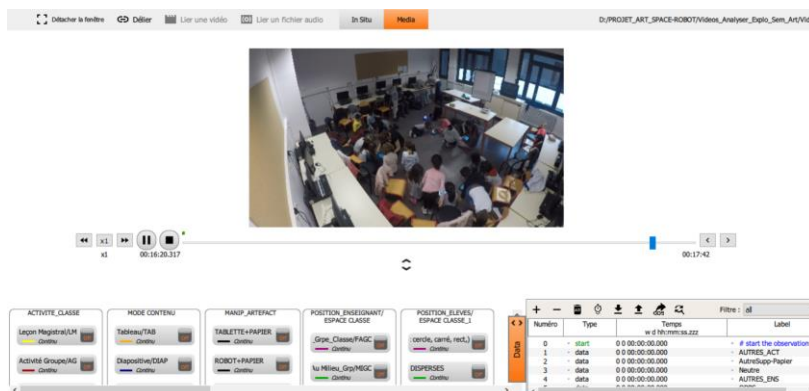 Détacher la fenêtre Délier Lier une vidéo Lier un fichier audio In Situ Media D:/PROJET_ART_SPACE-ROBOT/Videos_Analyser_Explo_Sem_Art/Vid
x1
x1 00:16:20.317 00:17:42
Filtre : all
ACTIVITE_CLASSE
Leçon Magistral/LM
Continu
Activité Groupe/AG
Continu
MODE CONTENU
Tableau/TAB
Continu
Diapositive/DIAP
Continu
MANIP_ARTEFACT
TABLETTE+PAPIER
Continu
ROBOT+PAPIER
Continu
POSITION_ENSEIGNANT/
ESPACE CLASSE
_Grpe_Classe/FAGC
Continu
Au Milieu_Grp/MIGC
Continu
POSITION_ELEVES/
ESPACE CLASSE_1
cercle, carré, rect,)
Continu
DISPERSES
Continu
Data
Numéro Type Temps Label
w d hh:mm:ss.zzz
0 start 0 0 00:00:00.000 # start the observation
1 data 0 0 00:00:00.000 AUTRES_ACT
2 data 0 0 00:00:00.000 AutreSupp-Papier
3 data 0 0 00:00:00.000 Neutre
4 data 0 0 00:00:00.000 AUTRES_ENS